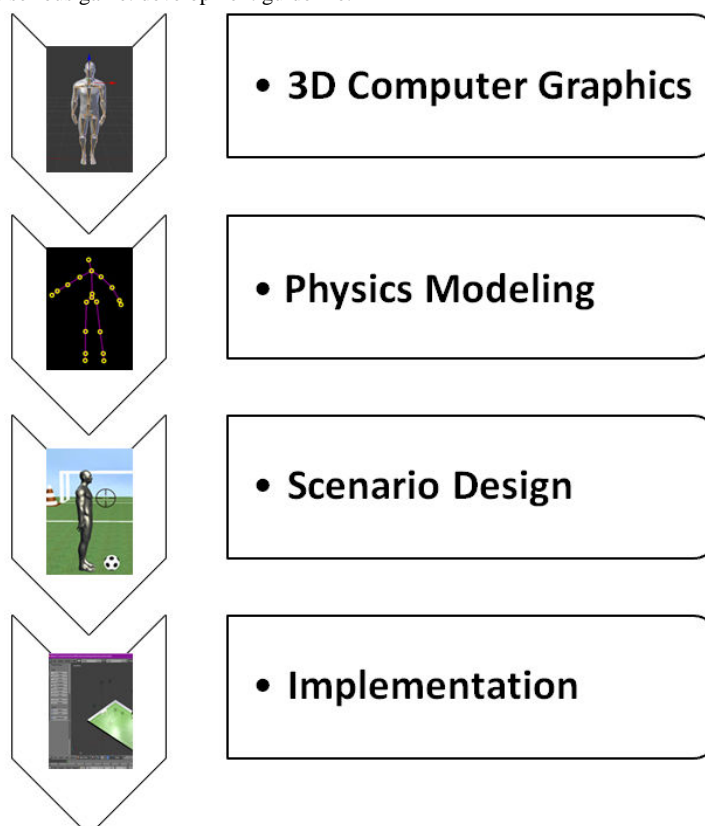 • 3D Computer Graphics
• Physics Modeling
• Scenario Design
• Implementation